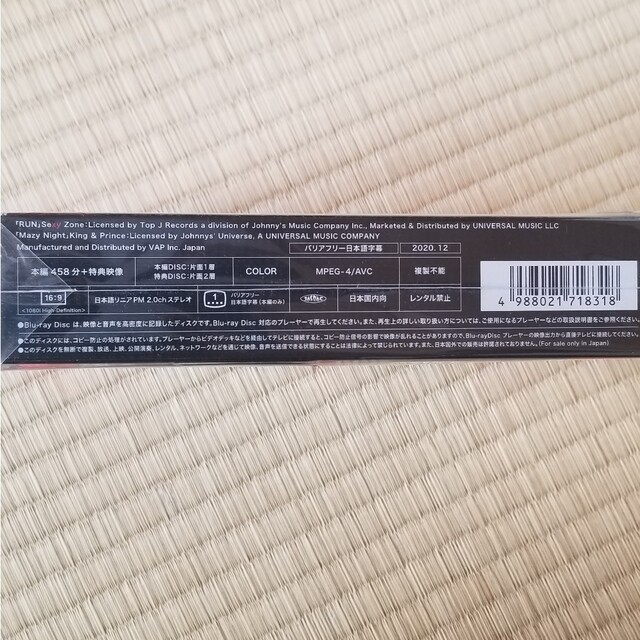 「RUN」Sexy Zone:Licensed by Top J Records a division of Johnny's Music Company Inc., Marketed & Distributed by UNIVERSAL MUSIC LLC
「Mazy Night」King & Prince:Licensed by Johnnys' Universe, A UNIVERSAL MUSIC COMPANY
Manufactured and Distributed by VAP Inc. Japan
バリアフリー日本語字幕 2020.12
本編458分+特典映像 本編DISC:片面1層 特典DISC:片面2層 COLOR MPEG-4/AVC 複製不能
16:9 <1080i High-Definition> 日本語リニアPM 2.0chステレオ 1 バリアフリー 日本語字幕(本編のみ) 日本国内向 レンタル禁止
4 988021 718318
●Blu-ray Discは、映像と音声を高密度に記録したディスクです。Blu-ray Disc対応のプレーヤーで再生してください。また、再生上の詳しい取り扱い方については、ご使用になるプレーヤーなどの取扱説明書をご参照ください。
●このディスクには、コピー防止の処理がされています。プレーヤーからビデオデッキなどを経由してテレビに接続すると、コピー防止信号の影響で映像が乱れることがありますので、Blu-rayDiscプレーヤーの映像出力から直接テレビに接続してください。
●このディスクを無断で複製、放送、上映、公開演奏、レンタル、ネットワークなどを通じて映像、音声を送信できる状態にすることは法律によって禁じられています。また、日本国外での販売は許諾されておりません。(For sale only in Japan)